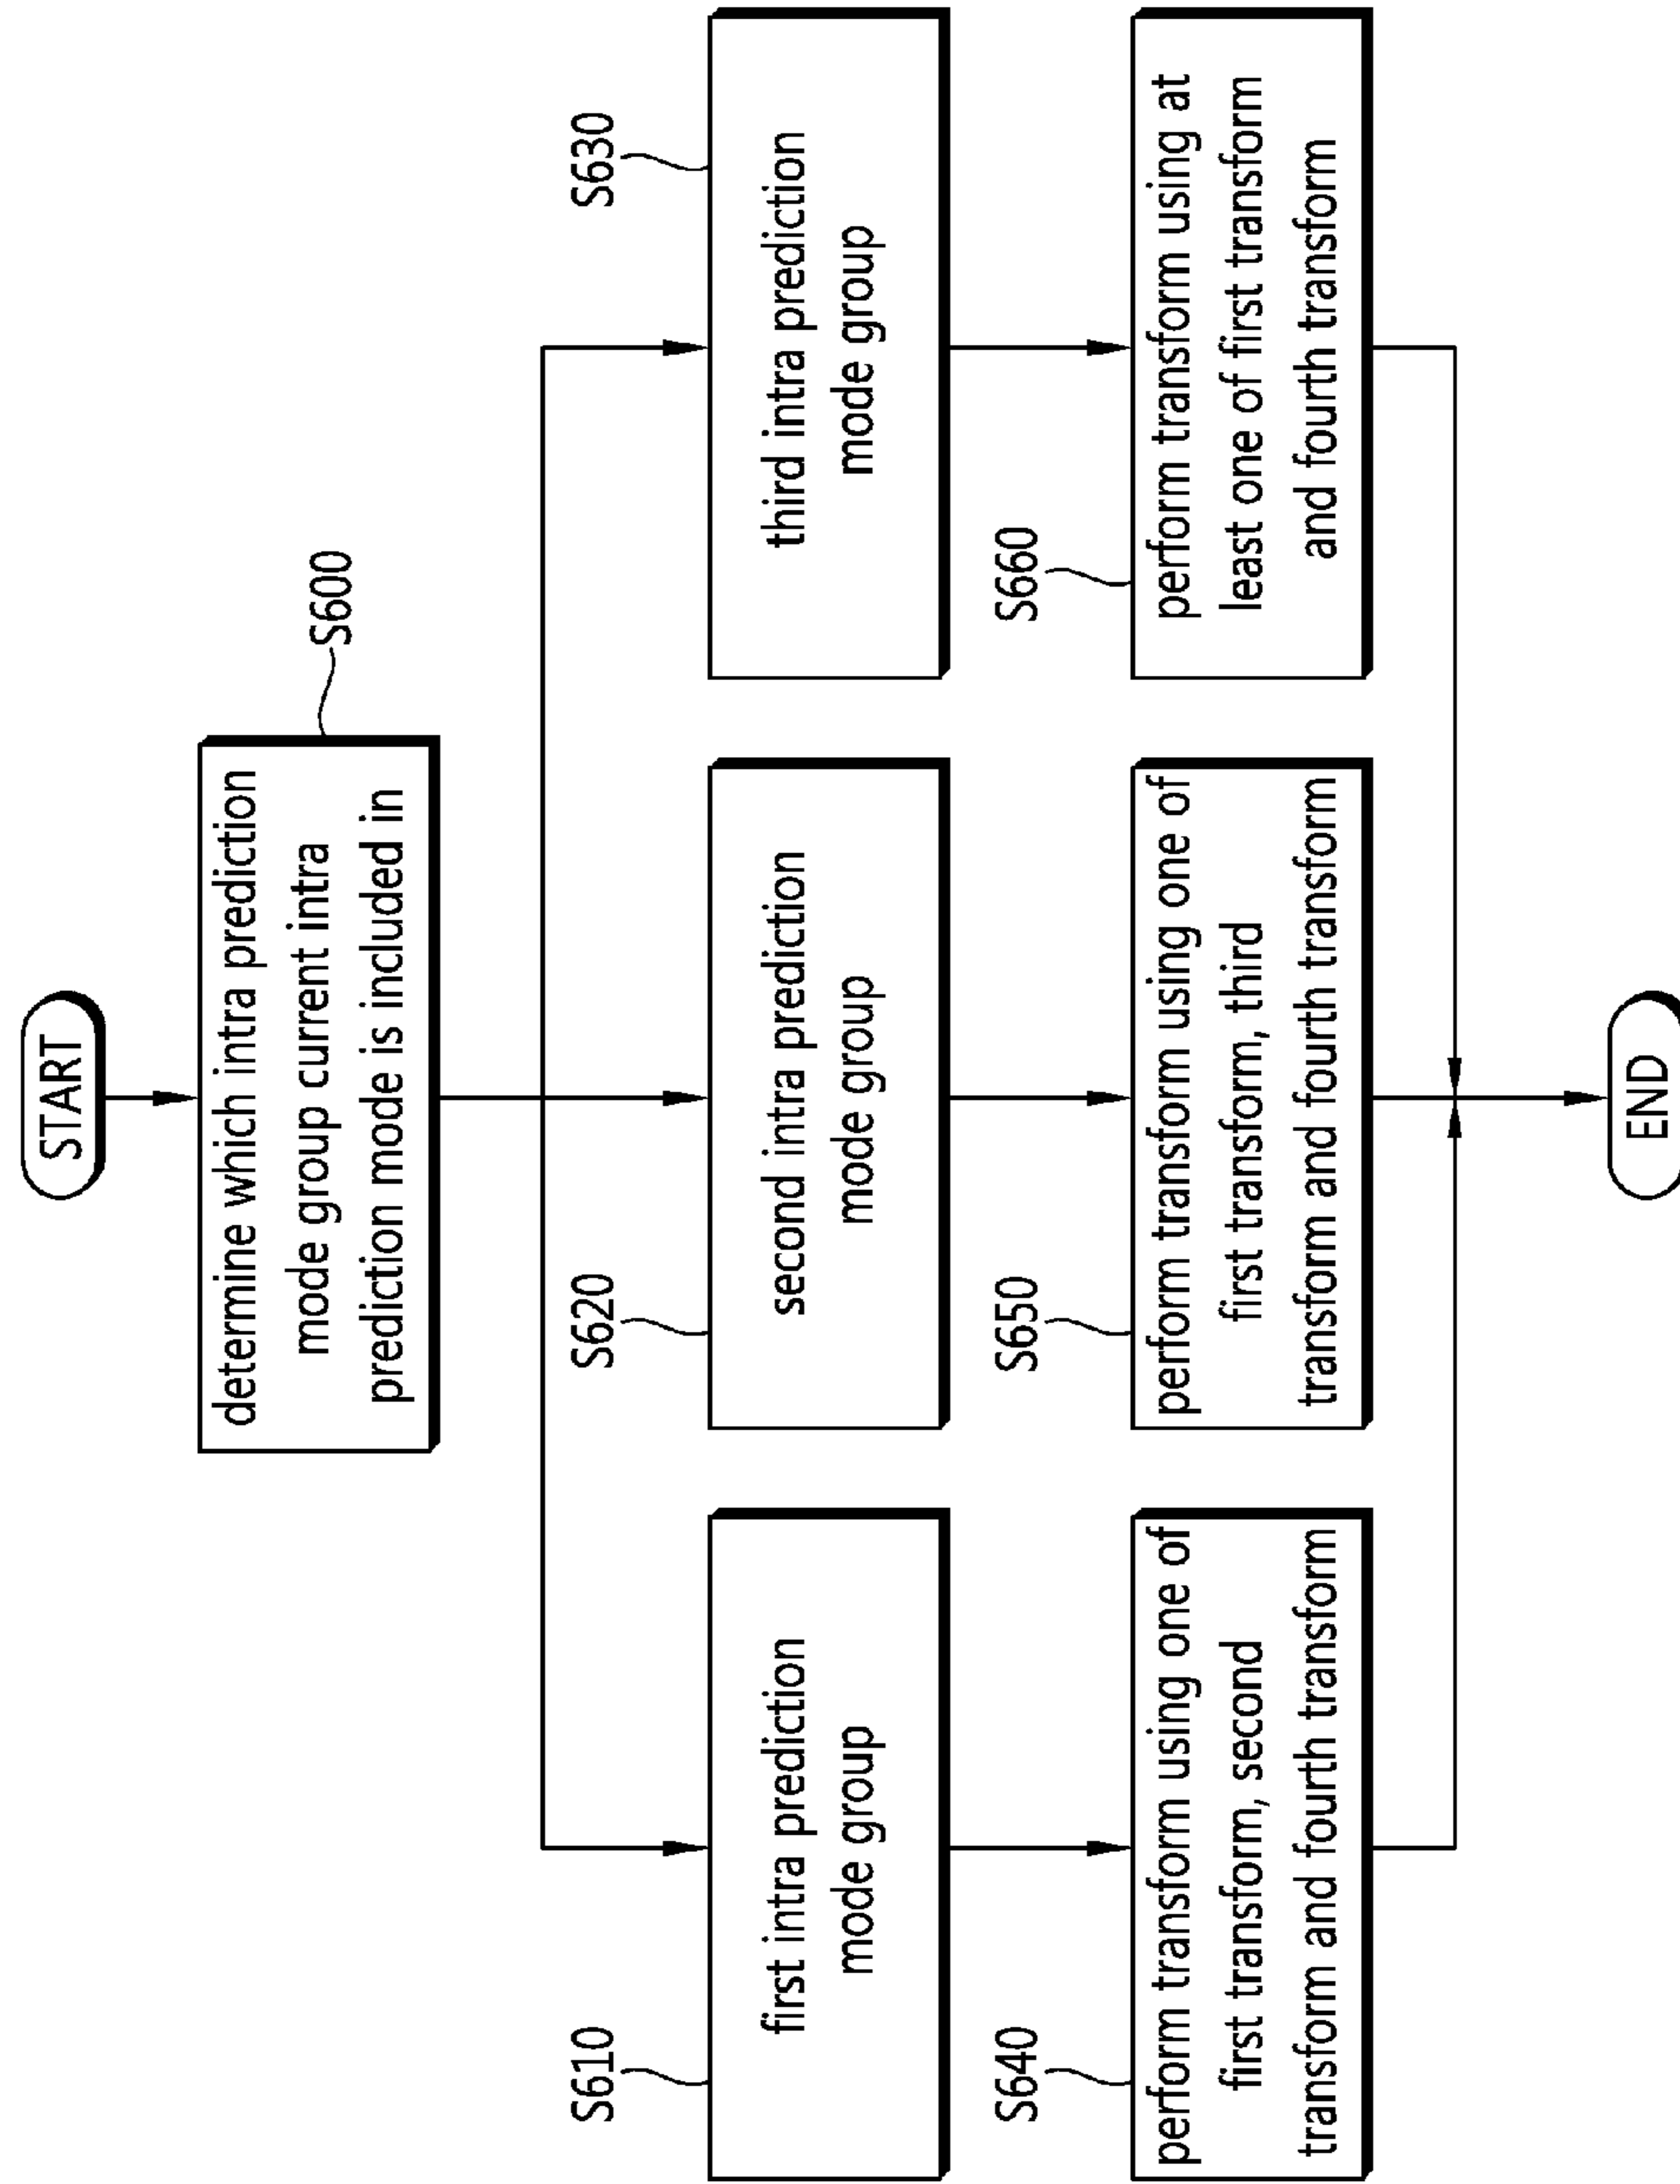 START
S600
determine which intra prediction
mode group current intra
prediction mode is included in
S610
first intra prediction
mode group
S620
second intra prediction
mode group
S630
third intra prediction
mode group
S640
perform transform using one of
first transform, second
transform and fourth transform
S650
perform transform using one of
first transform, third
transform and fourth transform
S660
perform transform using at
least one of first transform
and fourth transform
END